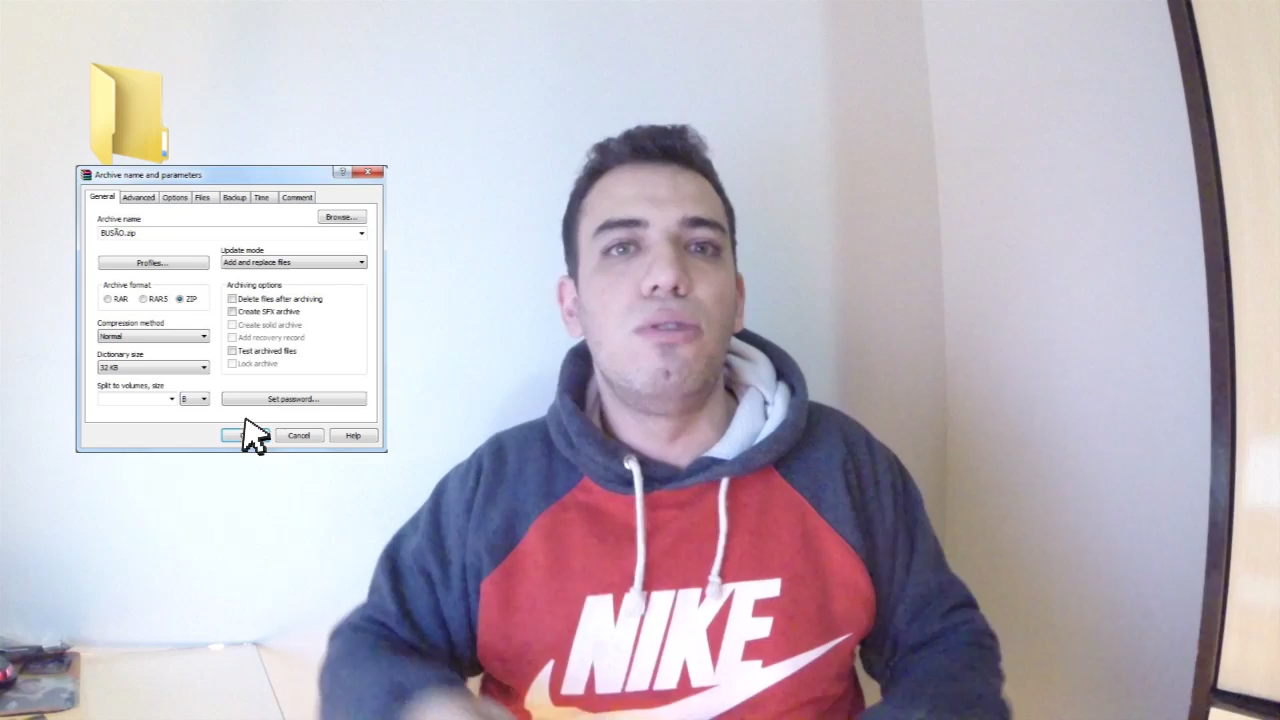 Archive name and parameters
General Advanced Options Files Backup Time Comment
Archive name
Browse...
BUSÃO.zip
Update mode
Profiles...
Add and replace files
Archive format
Archiving options
RAR RAR5 ZIP
Delete files after archiving
Create SFX archive
Compression method
Create solid archive
Normal
Add recovery record
Dictionary size
Test archived files
32 KB
Lock archive
Split to volumes, size
B
Set password...
Cancel Help
NIKE